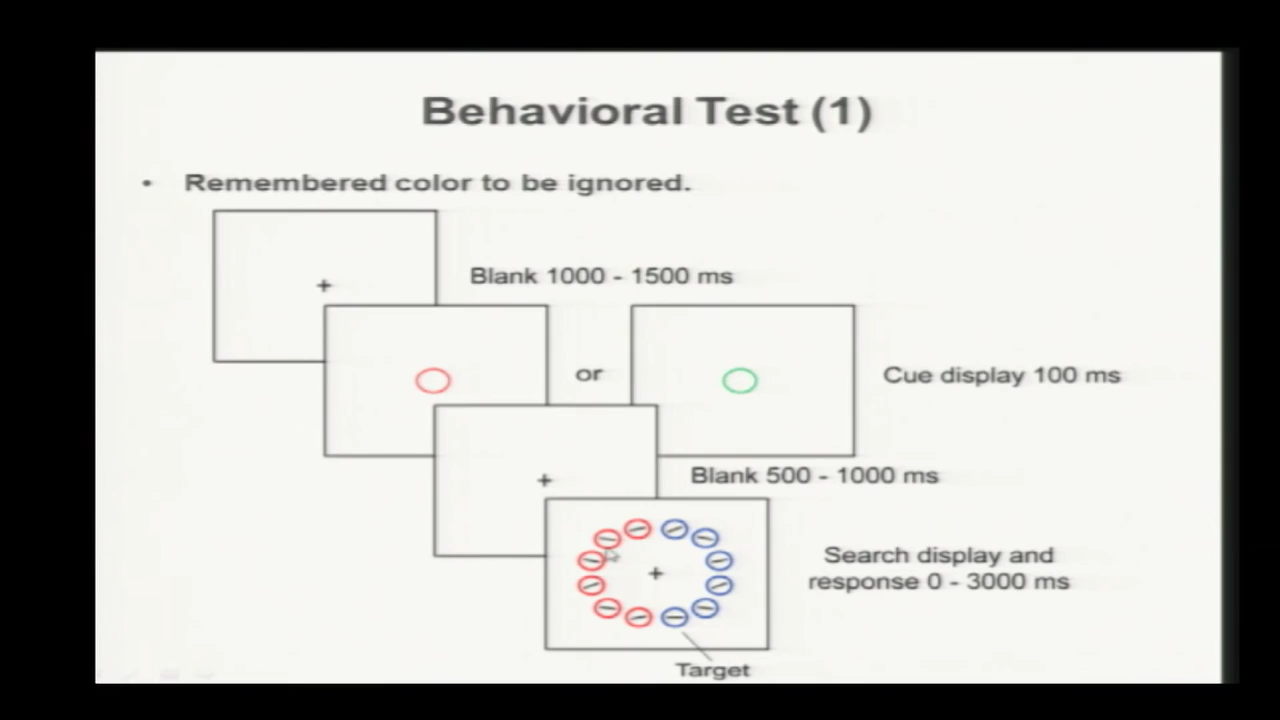 Behavioral Test (1)
• Remembered color to be ignored.
Blank 1000 - 1500 ms
or
Cue display 100 ms
Blank 500 - 1000 ms
Search display and
response 0 - 3000 ms
Target